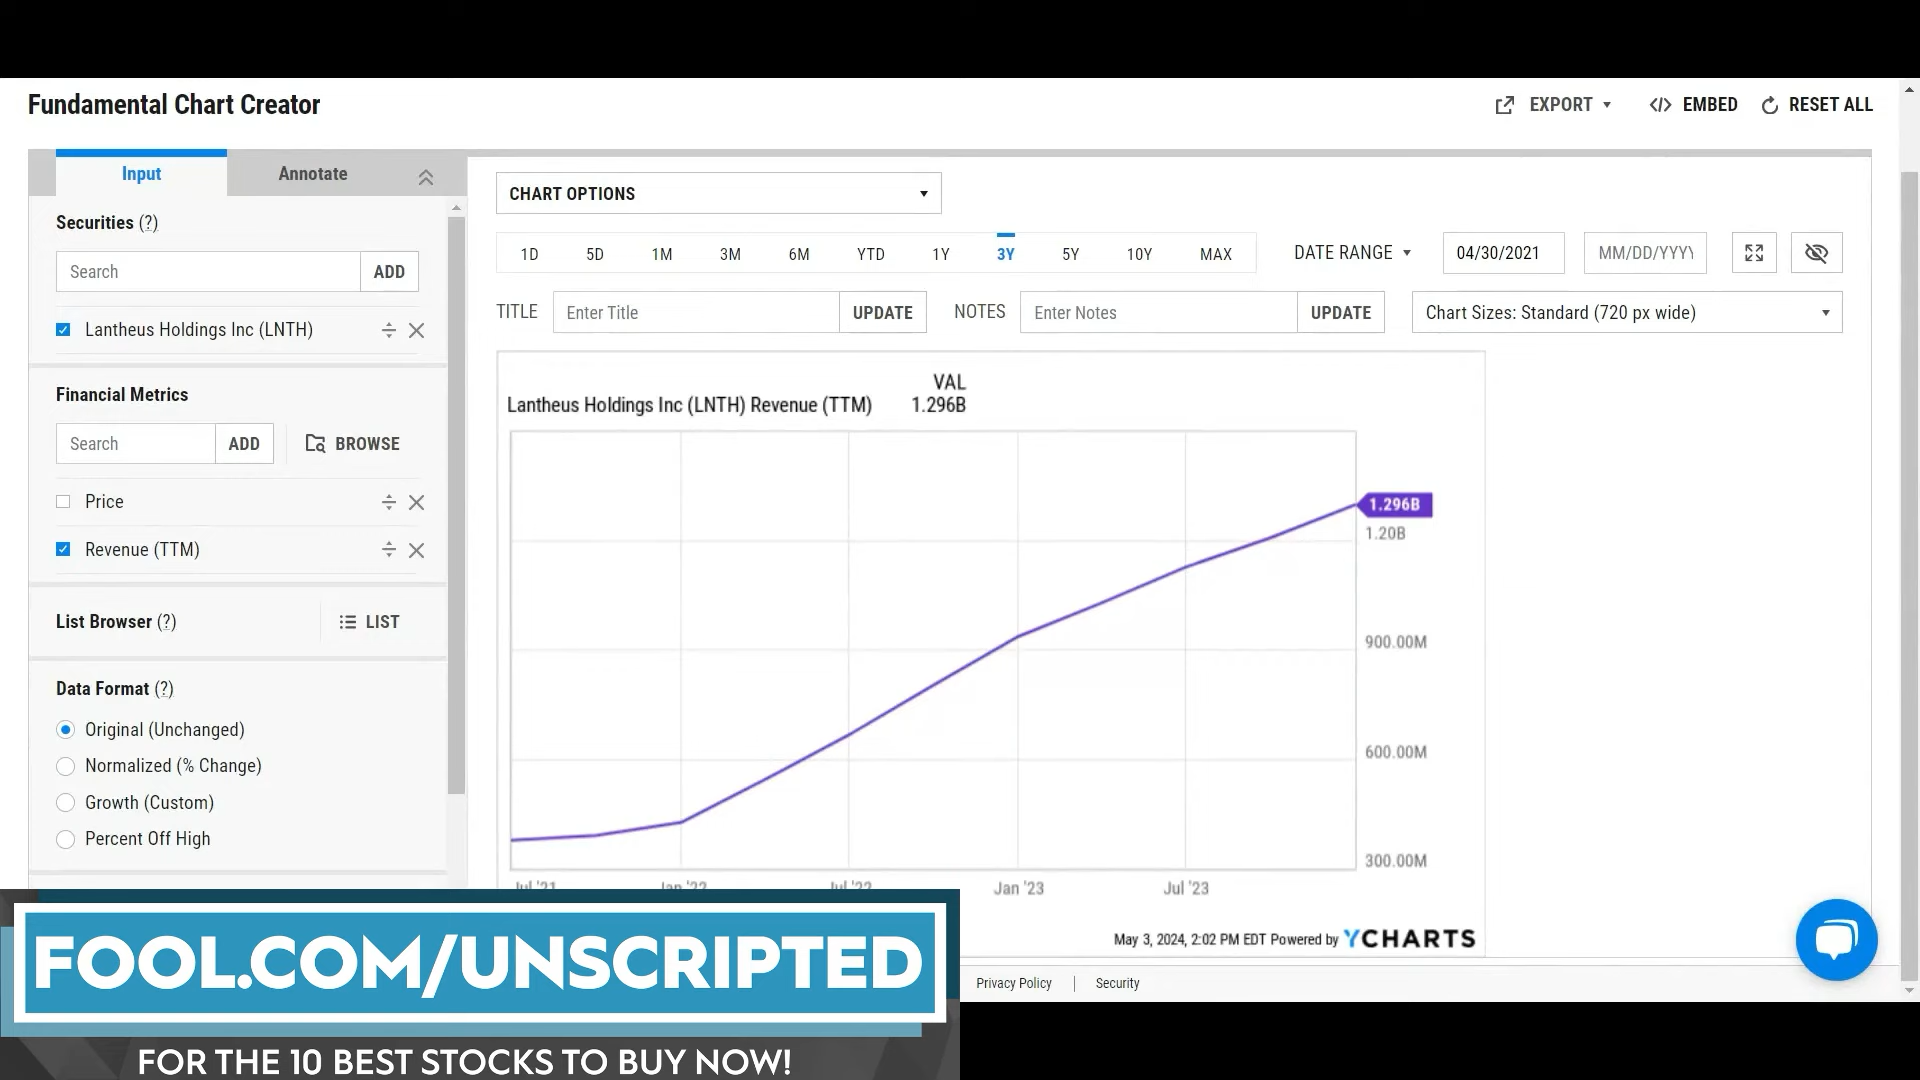 Fundamental Chart Creator
EXPORT
</> EMBED
RESET ALL
Input
Annotate
CHART OPTIONS
Securities (?)
Search
ADD
1D 5D 1M 3M 6M YTD 1Y 3Y 5Y 10Y MAX
DATE RANGE
04/30/2021
MM/DD/YYYY
TITLE
Enter Title
UPDATE
NOTES
Enter Notes
UPDATE
Chart Sizes: Standard (720 px wide)
Lantheus Holdings Inc (LNTH)
Financial Metrics
Search
ADD
BROWSE
Price
Revenue (TTM)
List Browser (?)
LIST
Data Format (?)
Original (Unchanged)
Normalized (% Change)
Growth (Custom)
Percent Off High
VAL
Lantheus Holdings Inc (LNTH) Revenue (TTM) 1.296B
1.296B
1.20B
900.00M
600.00M
300.00M
Jul '21 Jan '22 Jul '22 Jan '23 Jul '23
May 3, 2024, 2:02 PM EDT Powered by YCHARTS
Privacy Policy | Security
FOOL.COM/UNSCRIPTED
FOR THE 10 BEST STOCKS TO BUY NOW!